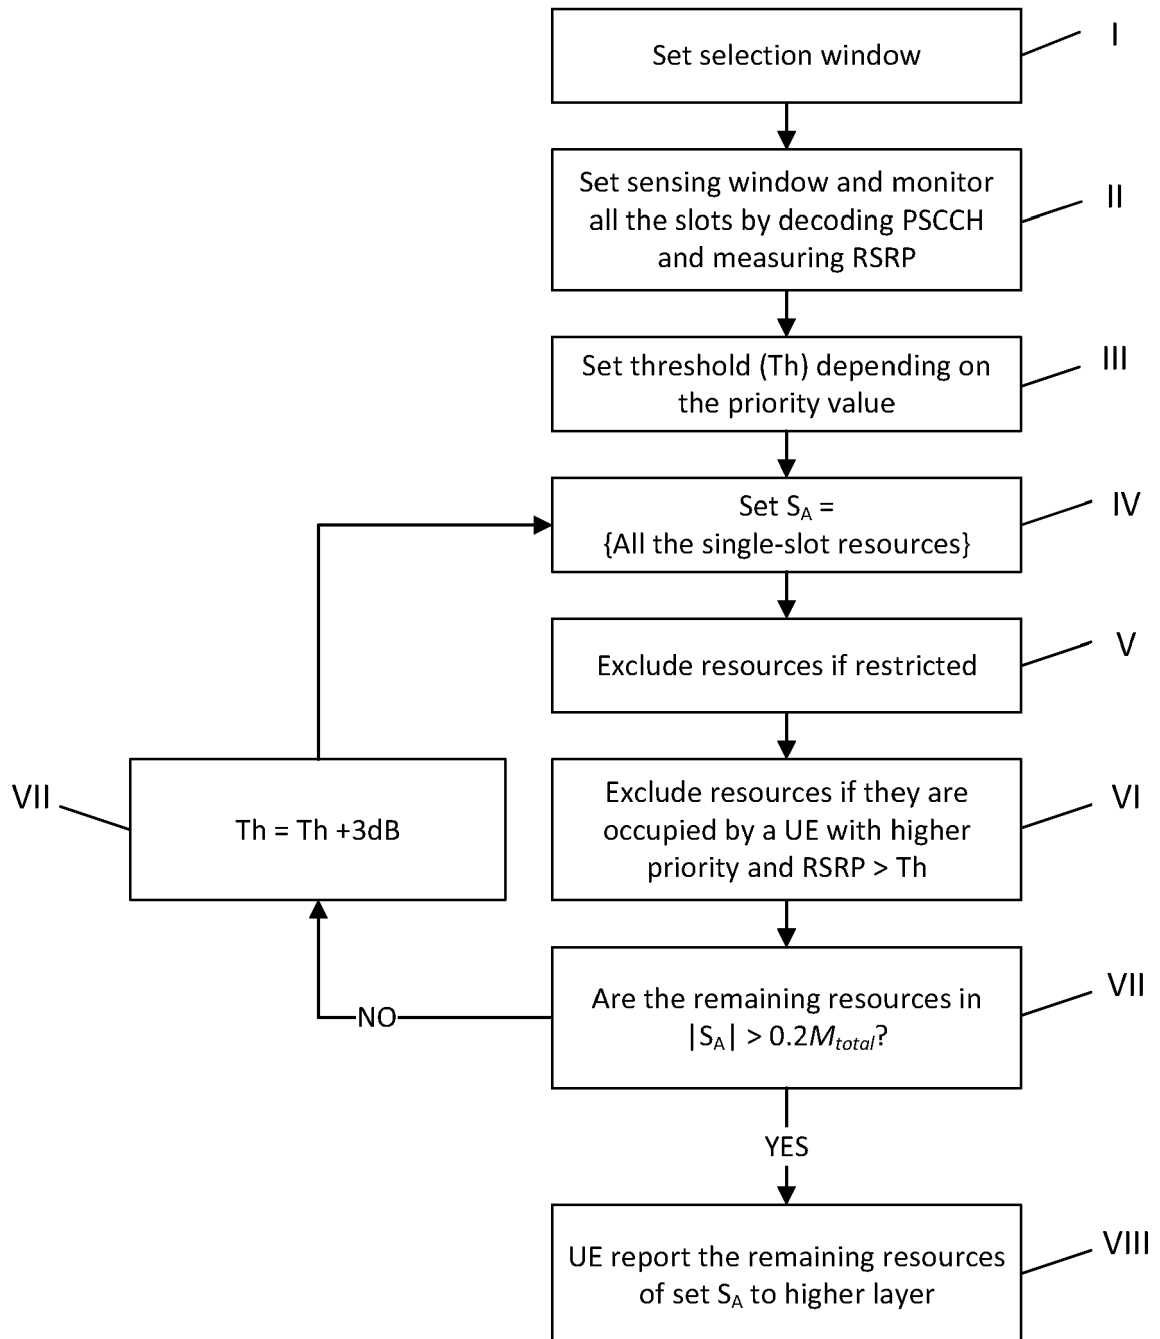 Set selection window
I
Set sensing window and monitor
all the slots by decoding PSCCH
and measuring RSRP
II
Set threshold (Th) depending on
the priority value
III
Set S_A =
{All the single-slot resources}
IV
Exclude resources if restricted
V
VII
Th = Th +3dB
Exclude resources if they are
occupied by a UE with higher
priority and RSRP > Th
VI
Are the remaining resources in
|S_A| > 0.2M_total?
VII
NO
YES
UE report the remaining resources
of set S_A to higher layer
VIII